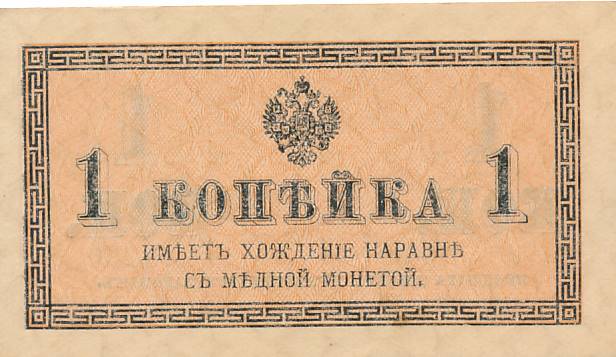 1 КОПѢЙКА 1
ИМѢЕТЪ ХОЖДЕНІЕ НАРАВНѢ
СЪ МѢДНОЙ МОНЕТОЙ.